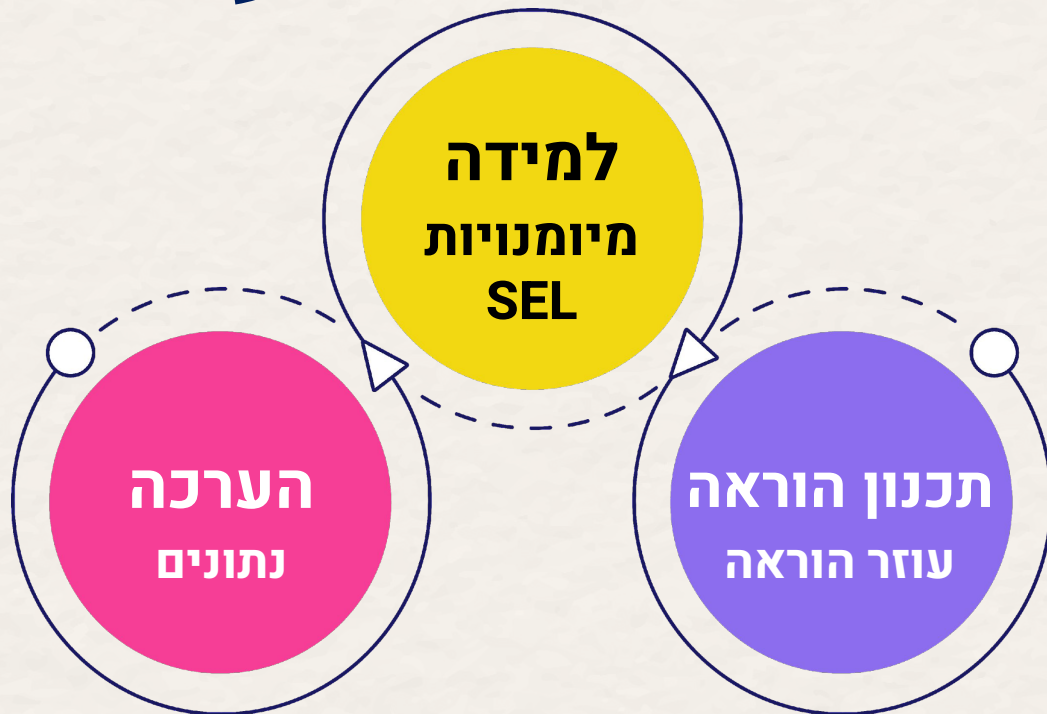 למידה
מיומנויות
SEL
תכנון הוראה
עוזר הוראה
הערכה
נתונים